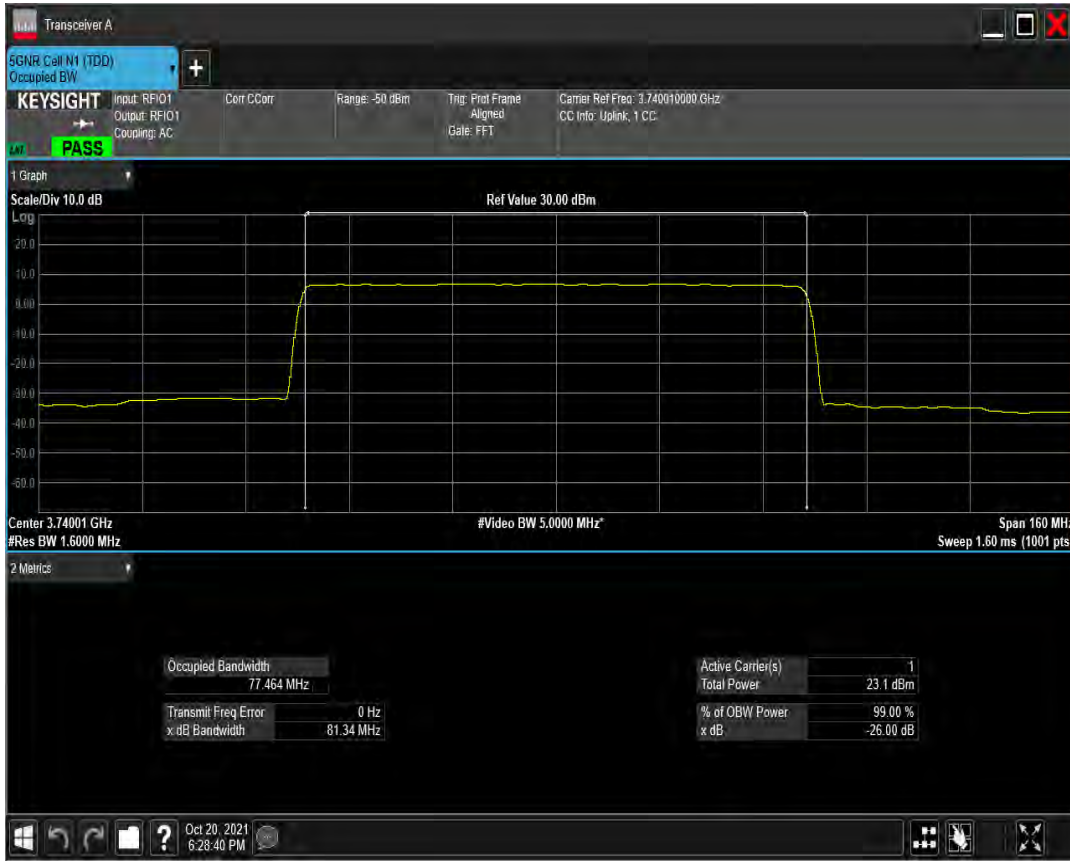 Transceiver A
5GNR Cell N1 (TDD)
Occupied BW
+
KEYSIGHT
Input: RFIO1
Output: RFIO1
Coupling: AC
Corr CCorr
Range: -50 dBm
Trig: Prot Frame
Aligned
Gate: FFT
Carrier Ref Freq: 3.740010000 GHz
CC Info: Uplink, 1 CC
PASS
1 Graph
Scale/Div 10.0 dB
Ref Value 30.00 dBm
Log
20.0
10.0
0.00
-10.0
-20.0
-30.0
-40.0
-50.0
-60.0
Center 3.74001 GHz
#Video BW 5.0000 MHz*
Span 160 MHz
#Res BW 1.6000 MHz
Sweep 1.60 ms (1001 pts
2 Metrics
Occupied Bandwidth
77.464 MHz
Transmit Freq Error 0 Hz
x dB Bandwidth 81.34 MHz
Active Carrier(s) 1
Total Power 23.1 dBm
% of OBW Power 99.00 %
x dB -26.00 dB
?
Oct 20, 2021
6:28:40 PM